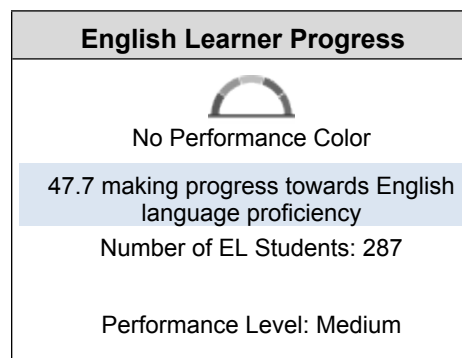 English Learner Progress
No Performance Color
47.7 making progress towards English
language proficiency
Number of EL Students: 287
Performance Level: Medium